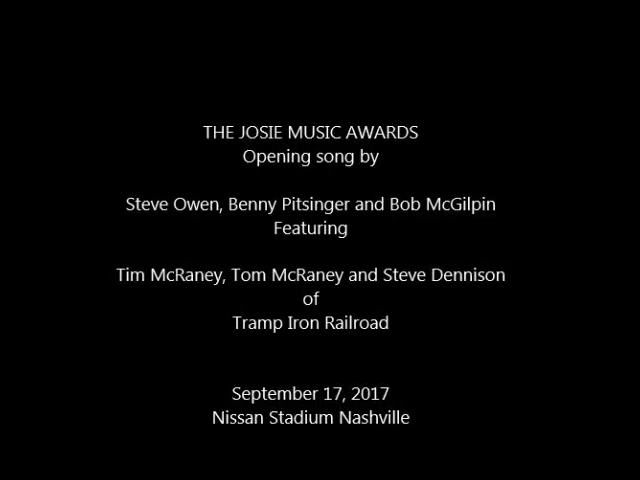 THE JOSIE MUSIC AWARDS
Opening song by
Steve Owen, Benny Pitsinger and Bob McGilpin
Featuring
Tim McRaney, Tom McRaney and Steve Dennison
of
Tramp Iron Railroad
September 17, 2017
Nissan Stadium Nashville